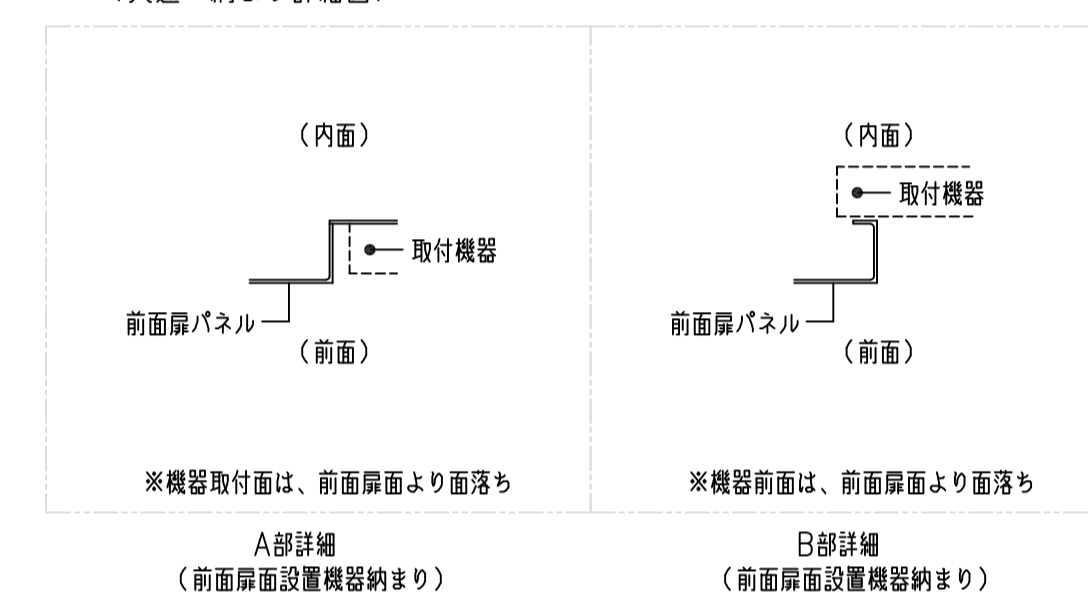 （内面）
取付機器
前面扉パネル
（前面）
※機器取付面は、前面扉面より面落ち
A部詳細
（前面扉面設置機器納まり）
（内面）
取付機器
前面扉パネル
（前面）
※機器前面は、前面扉面より面落ち
B部詳細
（前面扉面設置機器納まり）